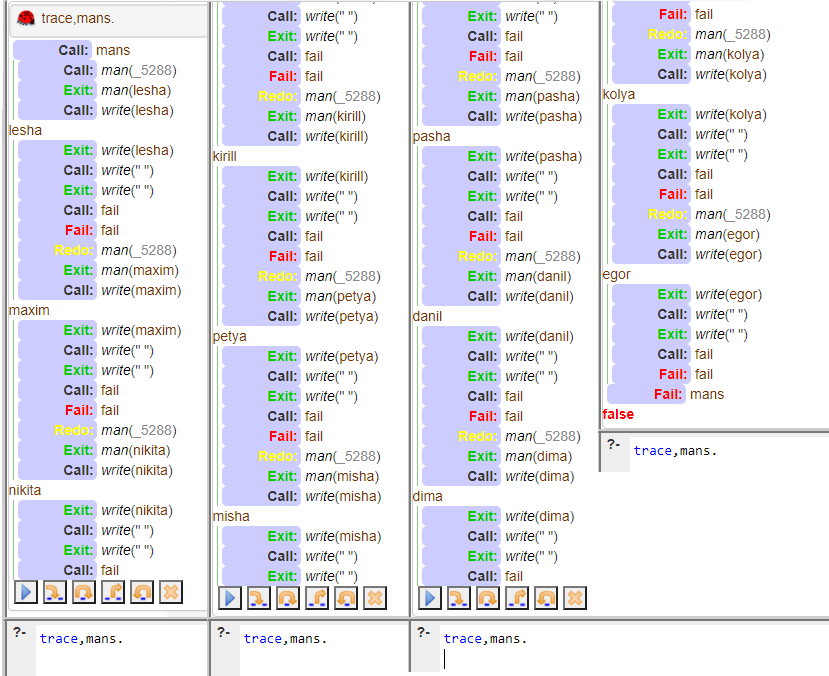 trace,mans.
Call: mans
Call: man(_5288)
Exit: man(lesha)
Call: write(lesha)
lesha
Exit: write(lesha)
Call: write(" ")
Exit: write(" ")
Call: fail
Fail: fail
Redo: man(_5288)
Exit: man(maxim)
Call: write(maxim)
maxim
Exit: write(maxim)
Call: write(" ")
Exit: write(" ")
Call: fail
Fail: fail
Redo: man(_5288)
Exit: man(nikita)
Call: write(nikita)
nikita
Exit: write(nikita)
Call: write(" ")
Exit: write(" ")
Call: fail
?- trace,mans.
Call: write(" ")
Exit: write(" ")
Call: fail
Fail: fail
Redo: man(_5288)
Exit: man(kirill)
Call: write(kirill)
kirill
Exit: write(kirill)
Call: write(" ")
Exit: write(" ")
Call: fail
Fail: fail
Redo: man(_5288)
Exit: man(petya)
Call: write(petya)
petya
Exit: write(petya)
Call: write(" ")
Exit: write(" ")
Call: fail
Fail: fail
Redo: man(_5288)
Exit: man(misha)
Call: write(misha)
misha
Exit: write(misha)
Call: write(" ")
Exit: write(" ")
?- trace,mans.
Exit: write(" ")
Call: fail
Fail: fail
Redo: man(_5288)
Exit: man(pasha)
Call: write(pasha)
pasha
Exit: write(pasha)
Call: write(" ")
Exit: write(" ")
Call: fail
Fail: fail
Redo: man(_5288)
Exit: man(danil)
Call: write(danil)
danil
Exit: write(danil)
Call: write(" ")
Exit: write(" ")
Call: fail
Fail: fail
Redo: man(_5288)
Exit: man(dima)
Call: write(dima)
dima
Exit: write(dima)
Call: write(" ")
Exit: write(" ")
Call: fail
?- trace,mans.
Fail: fail
Redo: man(_5288)
Exit: man(kolya)
Call: write(kolya)
kolya
Exit: write(kolya)
Call: write(" ")
Exit: write(" ")
Call: fail
Fail: fail
Redo: man(_5288)
Exit: man(egor)
Call: write(egor)
egor
Exit: write(egor)
Call: write(" ")
Exit: write(" ")
Call: fail
Fail: fail
Fail: mans
false
?- trace,mans.